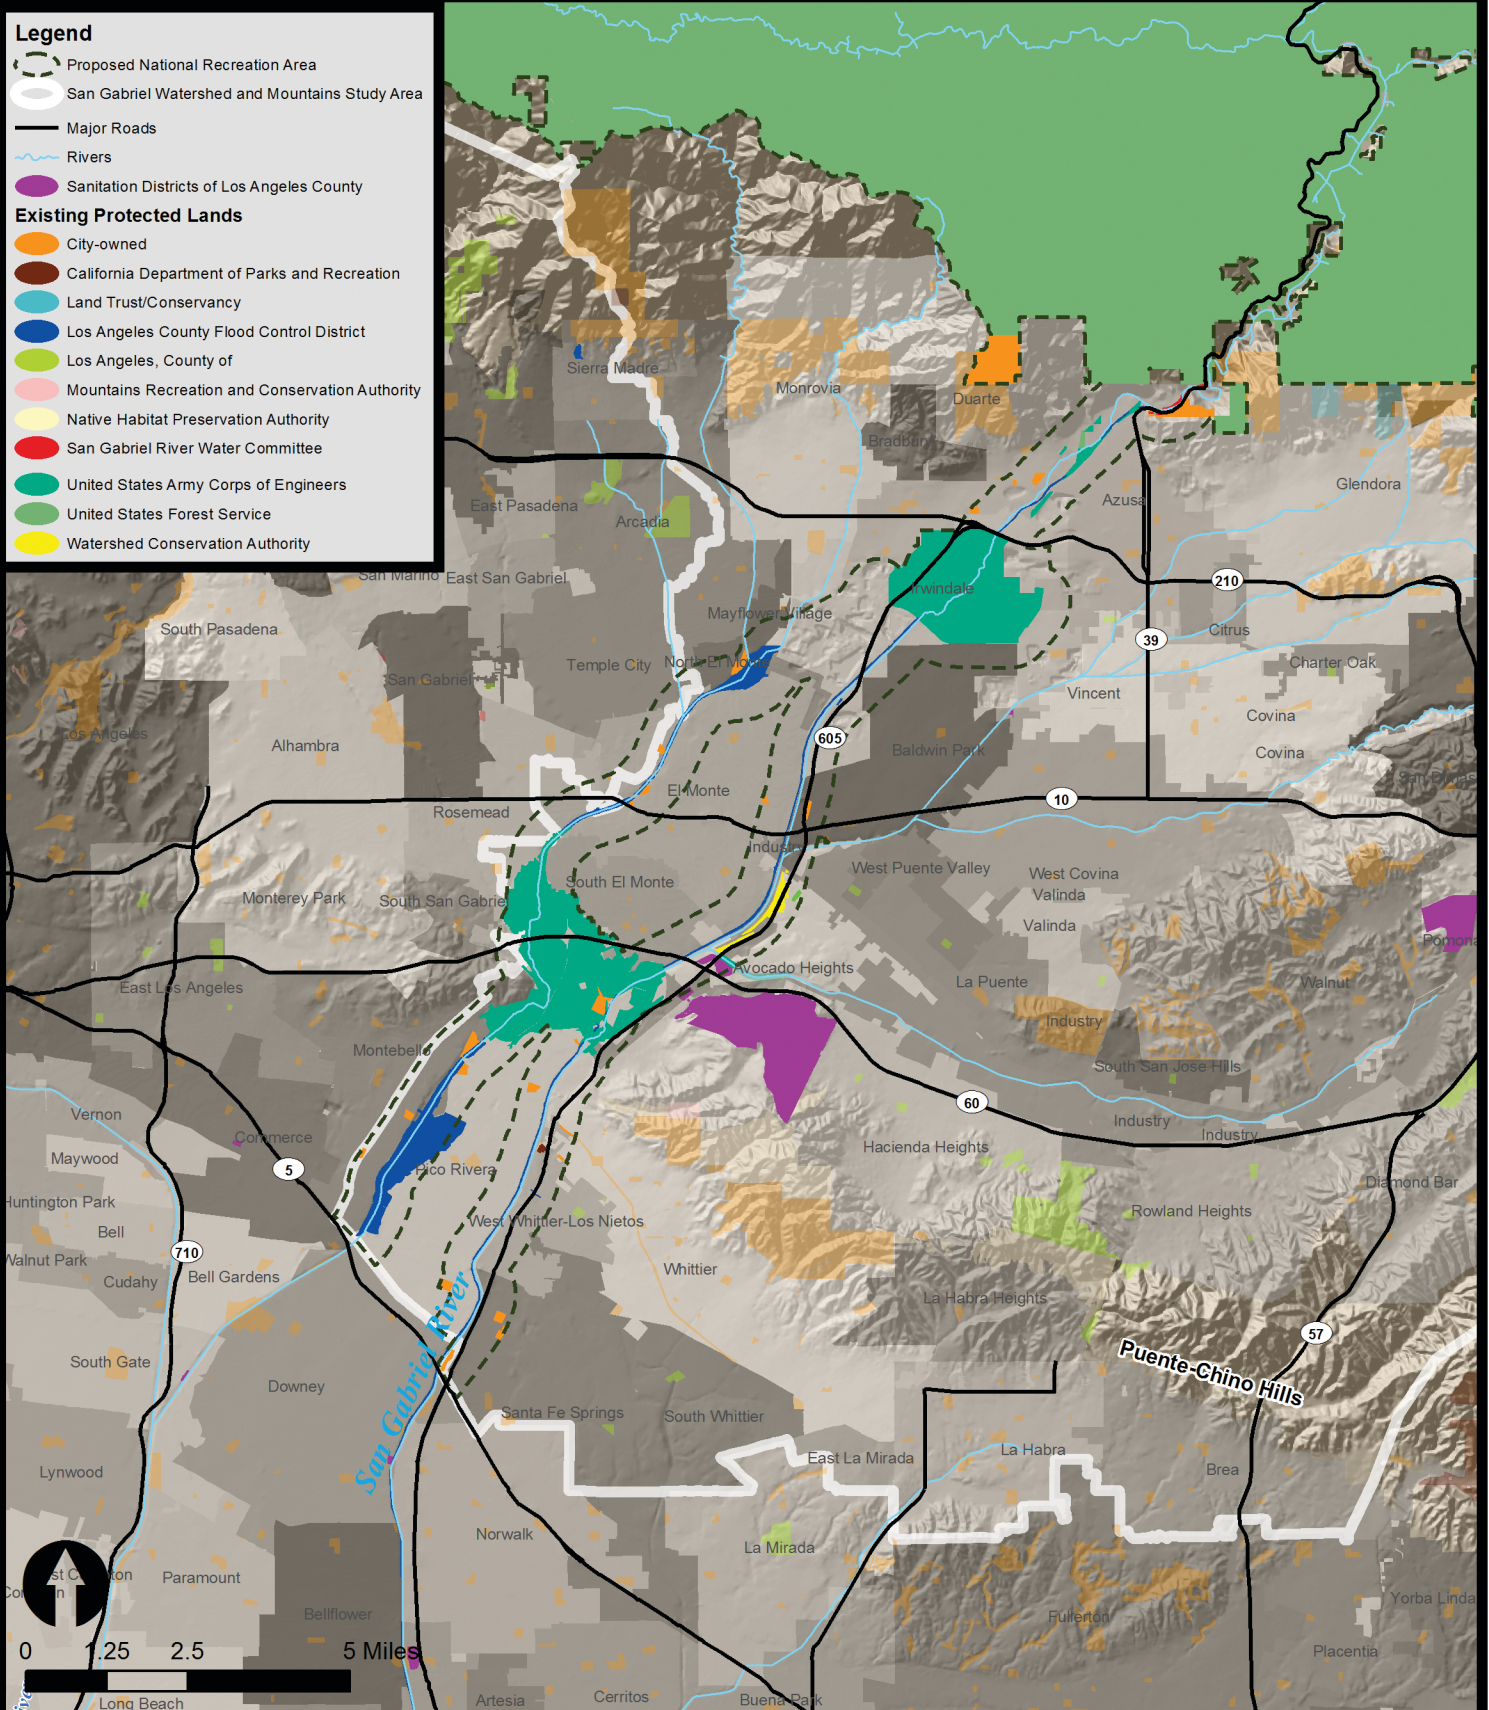 Legend
Proposed National Recreation Area
San Gabriel Watershed and Mountains Study Area
Major Roads
Rivers
Sanitation Districts of Los Angeles County
Existing Protected Lands
City-owned
California Department of Parks and Recreation
Land Trust/Conservancy
Los Angeles County Flood Control District
Los Angeles, County of
Mountains Recreation and Conservation Authority
Native Habitat Preservation Authority
San Gabriel River Water Committee
United States Army Corps of Engineers
United States Forest Service
Watershed Conservation Authority
Sierra Madre
Monrovia
Duarte
Bradbury
Glendora
Azusa
East Pasadena
Arcadia
San Marino
East San Gabriel
210
Irwindale
Mayflower Village
South Pasadena
Citrus
39
Temple City
North El Monte
Charter Oak
San Gabriel
Vincent
Covina
Los Angeles
Alhambra
605
Baldwin Park
Covina
San Dimas
El Monte
10
Rosemead
Industry
West Puente Valley
West Covina
South El Monte
Valinda
Monterey Park
South San Gabriel
Valinda
Pomona
Avocado Heights
La Puente
Walnut
East Los Angeles
Industry
Montebello
South San Jose Hills
60
Vernon
Industry
Commerce
Industry
Hacienda Heights
Maywood
5
Pico Rivera
Diamond Bar
Huntington Park
Rowland Heights
West Whittier-Los Nietos
Bell
710
Walnut Park
Whittier
Cudahy
Bell Gardens
La Habra Heights
57
Puente-Chino Hills
South Gate
San Gabriel River
Downey
Santa Fe Springs
South Whittier
La Habra
East La Mirada
Lynwood
Brea
Norwalk
La Mirada
Paramount
Yorba Linda
Bellflower
Fullerton
Placentia
0
1.25
2.5
5 Miles
Long Beach
Artesia
Cerritos
Buena Park